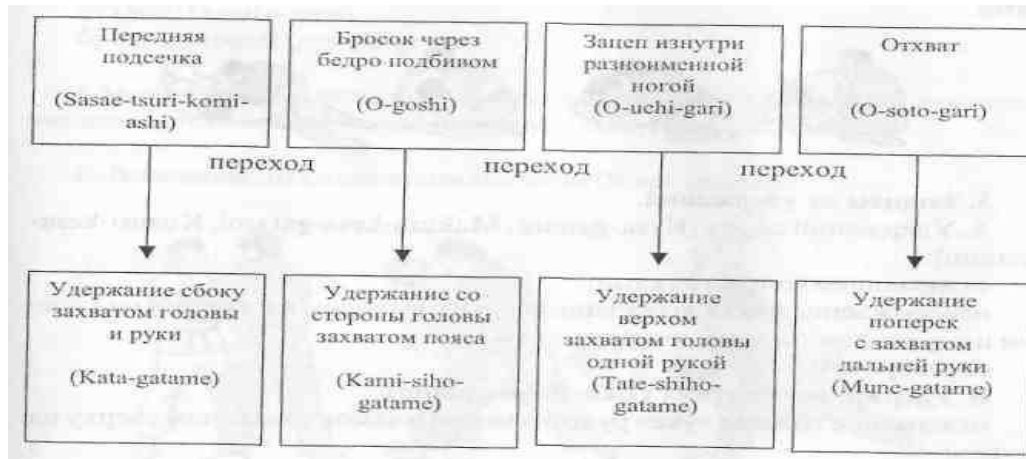 Передняя
подсечка
(Sasae-tsuri-komi-
ashi)
Бросок через
бедро подбивом
(O-goshi)
Зацеп изнутри
разноименной
ногой
(O-uchi-gari)
Отхват
(O-soto-gari)
переход
переход
переход
Удержание сбоку
захватом головы
и руки
(Kata-gatame)
Удержание со
стороны головы
захватом пояса
(Kami-siho-
gatame)
Удержание
верхом
захватом головы
одной рукой
(Tate-shiho-
gatame)
Удержание
поперек
с захватом
дальней руки
(Mune-gatame)